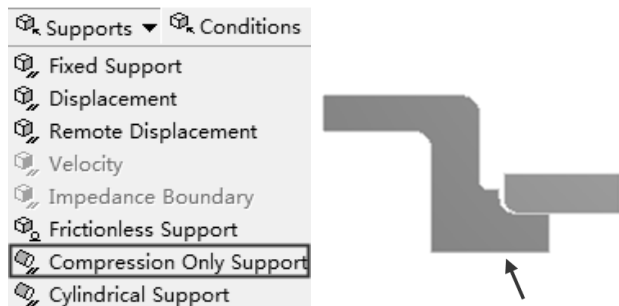 Supports ▼ Conditions
Fixed Support
Displacement
Remote Displacement
Velocity
Impedance Boundary
Frictionless Support
Compression Only Support
Cylindrical Support